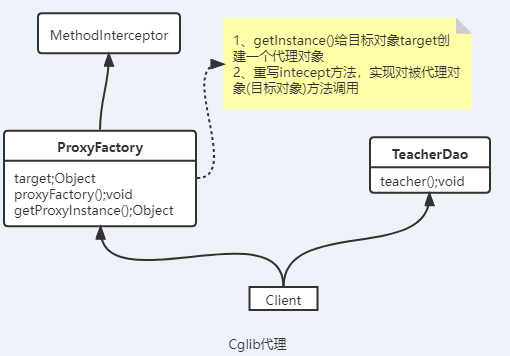 MethodInterceptor
1、getInstance()给目标对象target创
建一个代理对象
2、重写intecept方法，实现对被代理对
象(目标对象)方法调用
ProxyFactory
target;Object
proxyFactory();void
getProxyInstance();Object
TeacherDao
teacher();void
Client
Cglib代理